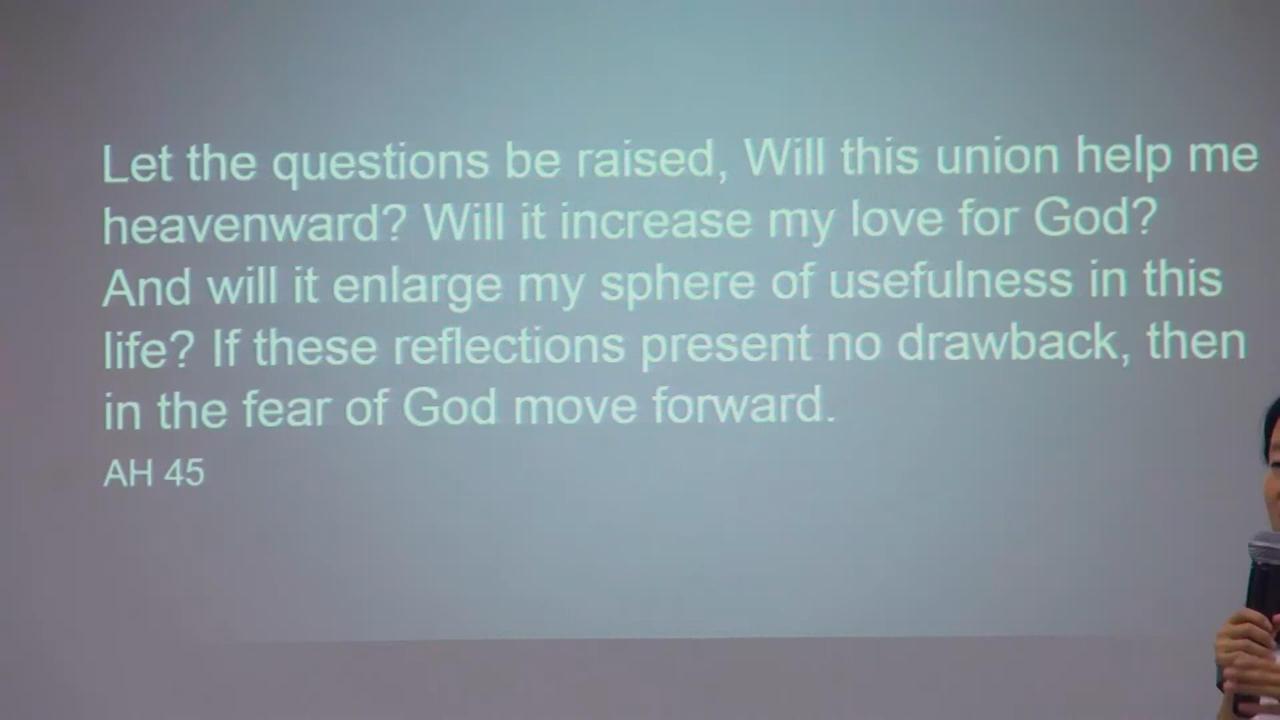 Let the questions be raised, Will this union help me
heavenward? Will it increase my love for God?
And will it enlarge my sphere of usefulness in this
life? If these reflections present no drawback, then
in the fear of God move forward.
AH 45